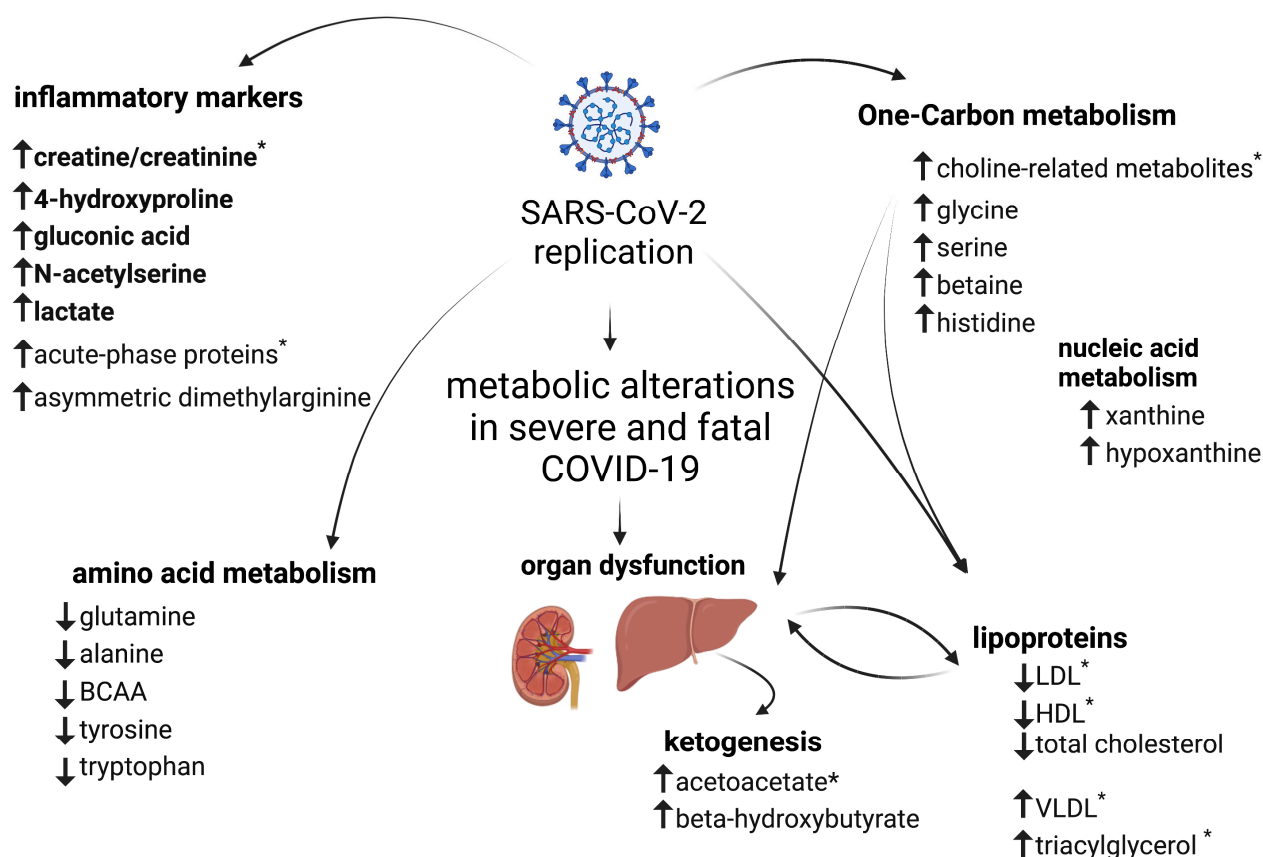 inflammatory markers
↑creatine/creatinine*
↑4-hydroxyproline
↑gluconic acid
↑N-acetylserine
↑lactate
↑acute-phase proteins*
↑asymmetric dimethylarginine
SARS-CoV-2
replication
metabolic alterations
in severe and fatal
COVID-19
One-Carbon metabolism
↑choline-related metabolites*
↑glycine
↑serine
↑betaine
↑histidine
nucleic acid
metabolism
↑ xanthine
↑ hypoxanthine
amino acid metabolism
↓glutamine
↓alanine
↓BCAA
↓tyrosine
↓tryptophan
organ dysfunction
ketogenesis
↑acetoacetate*
↑beta-hydroxybutyrate
lipoproteins
↓LDL*
↓HDL*
↓total cholesterol
↑VLDL*
↑triacylglycerol *